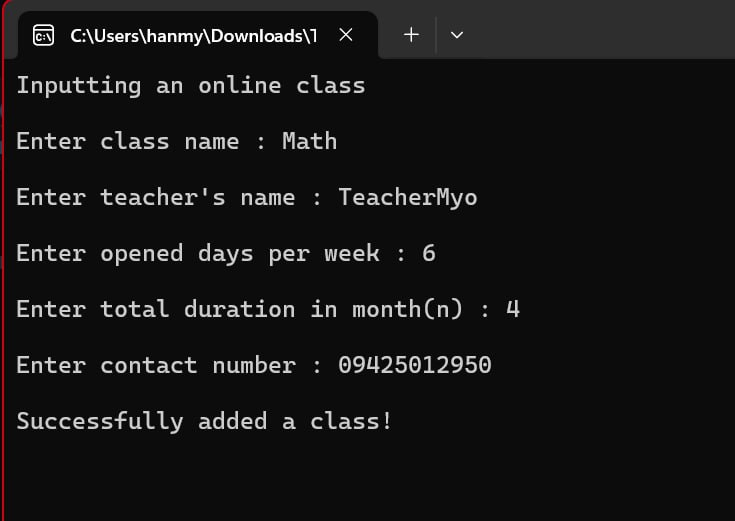 C:\Users\hanmy\Downloads\T
Inputting an online class
Enter class name : Math
Enter teacher's name : TeacherMyo
Enter opened days per week : 6
Enter total duration in month(n) : 4
Enter contact number : 09425012950
Successfully added a class!